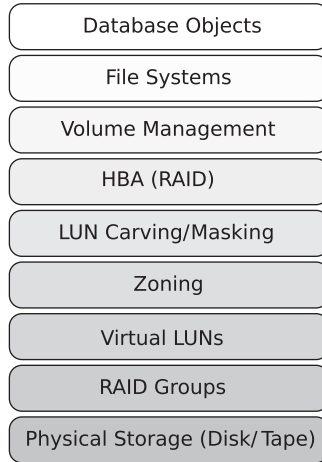 Database Objects
File Systems
Volume Management
HBA (RAID)
LUN Carving/Masking
Zoning
Virtual LUNs
RAID Groups
Physical Storage (Disk/Tape)